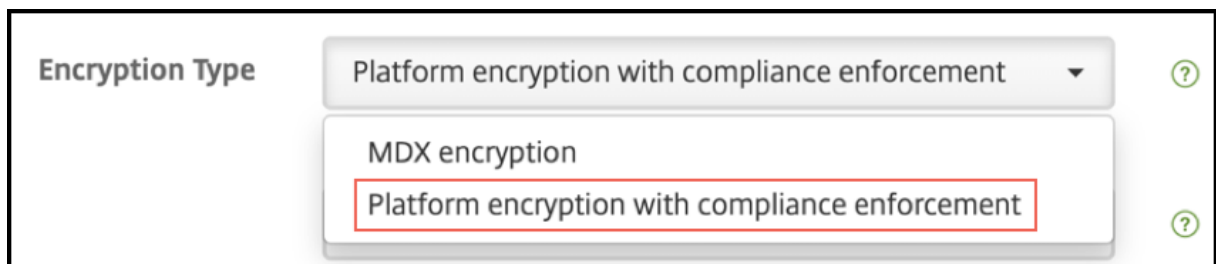 Encryption Type Platform encryption with compliance enforcement ?
MDX encryption
Platform encryption with compliance enforcement
?